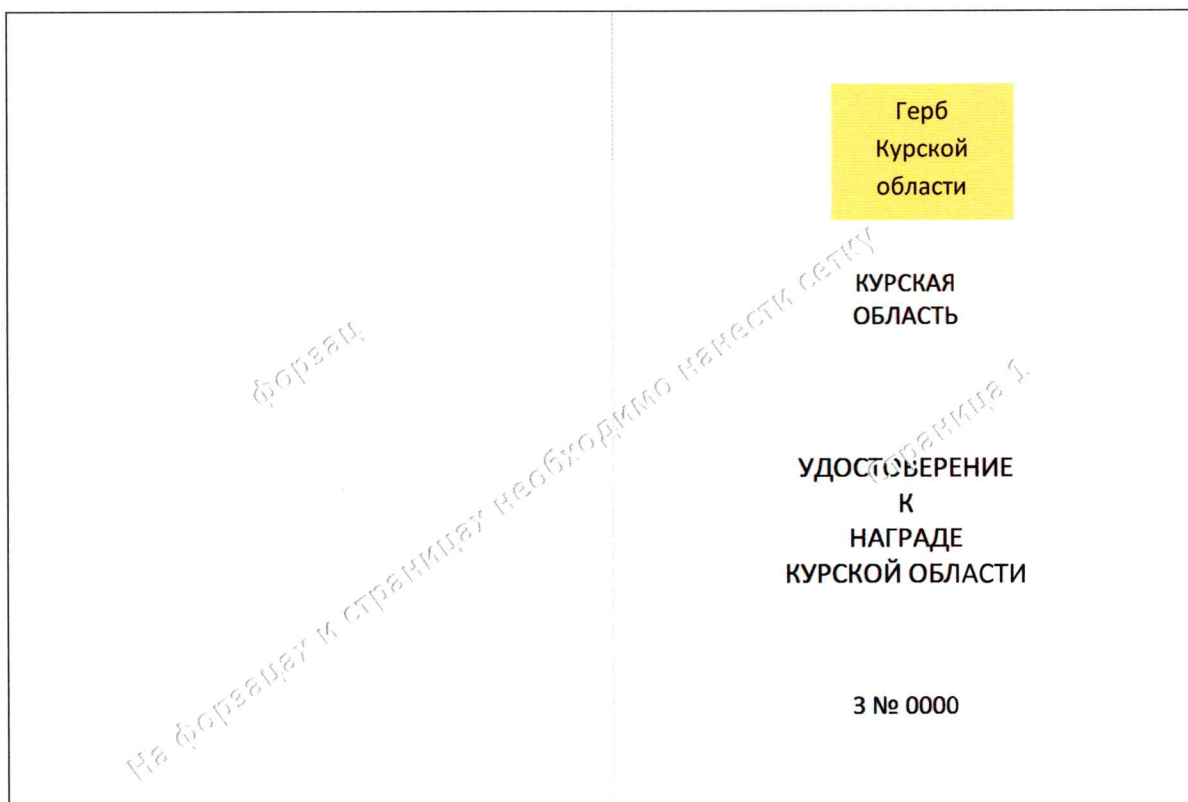 Герб
Курской
области
КУРСКАЯ
ОБЛАСТЬ
форзац
На форзацах и страницах необходимо нанести сетку
страница 1
УДОСТОВЕРЕНИЕ
К
НАГРАДЕ
КУРСКОЙ ОБЛАСТИ
З № 0000